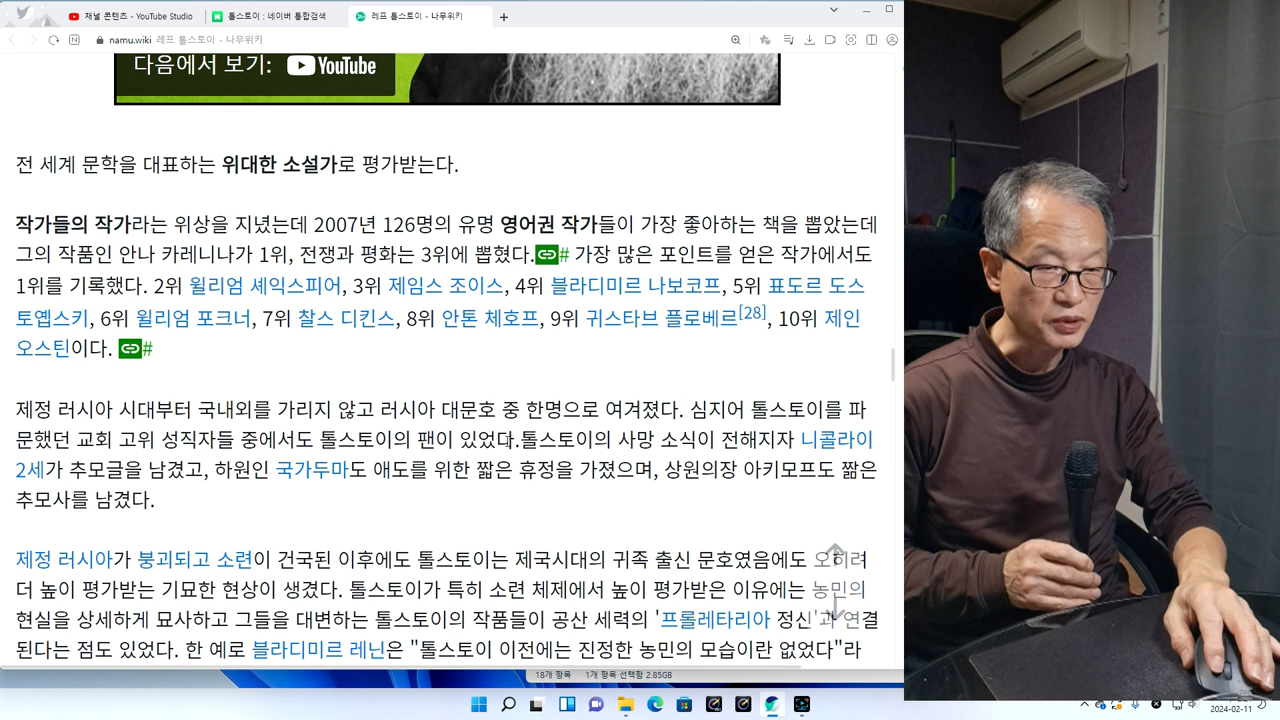 재널 콘텐츠 - YouTube Studio
톨스토이 : 네이버 통합검색
레프 톨스토이 - 나무위키
namu.wiki 레프 톨스토이 - 나무위키
다음에서 보기: YouTube
전 세계 문학을 대표하는 위대한 소설가로 평가받는다.
작가들의 작가라는 위상을 지녔는데 2007년 126명의 유명 영어권 작가들이 가장 좋아하는 책을 뽑았는데
그의 작품인 안나 카레니나가 1위, 전쟁과 평화는 3위에 뽑혔다.# 가장 많은 포인트를 얻은 작가에서도
1위를 기록했다. 2위 윌리엄 셰익스피어, 3위 제임스 조이스, 4위 블라디미르 나보코프, 5위 표도르 도스
토옙스키, 6위 윌리엄 포크너, 7위 찰스 디킨스, 8위 안톤 체호프, 9위 귀스타브 플로베르[28], 10위 제인
오스틴이다. #
제정 러시아 시대부터 국내외를 가리지 않고 러시아 대문호 중 한명으로 여겨졌다. 심지어 톨스토이를 파
문했던 교회 고위 성직자들 중에서도 톨스토이의 팬이 있었다.톨스토이의 사망 소식이 전해지자 니콜라이
2세가 추모글을 남겼고, 하원인 국가두마도 애도를 위한 짧은 휴정을 가졌으며, 상원의장 아키모프도 짧은
추모사를 남겼다.
제정 러시아가 붕괴되고 소련이 건국된 이후에도 톨스토이는 제국시대의 귀족 출신 문호였음에도 오히려
더 높이 평가받는 기묘한 현상이 생겼다. 톨스토이가 특히 소련 체제에서 높이 평가받은 이유에는 농민의
현실을 상세하게 묘사하고 그들을 대변하는 톨스토이의 작품들이 공산 세력의 '프롤레타리아 정신'과 연결
된다는 점도 있었다. 한 예로 블라디미르 레닌은 "톨스토이 이전에는 진정한 농민의 모습이란 없었다"라
18개 항목 1개 항목 선택함 2.85GB
2024-02-11